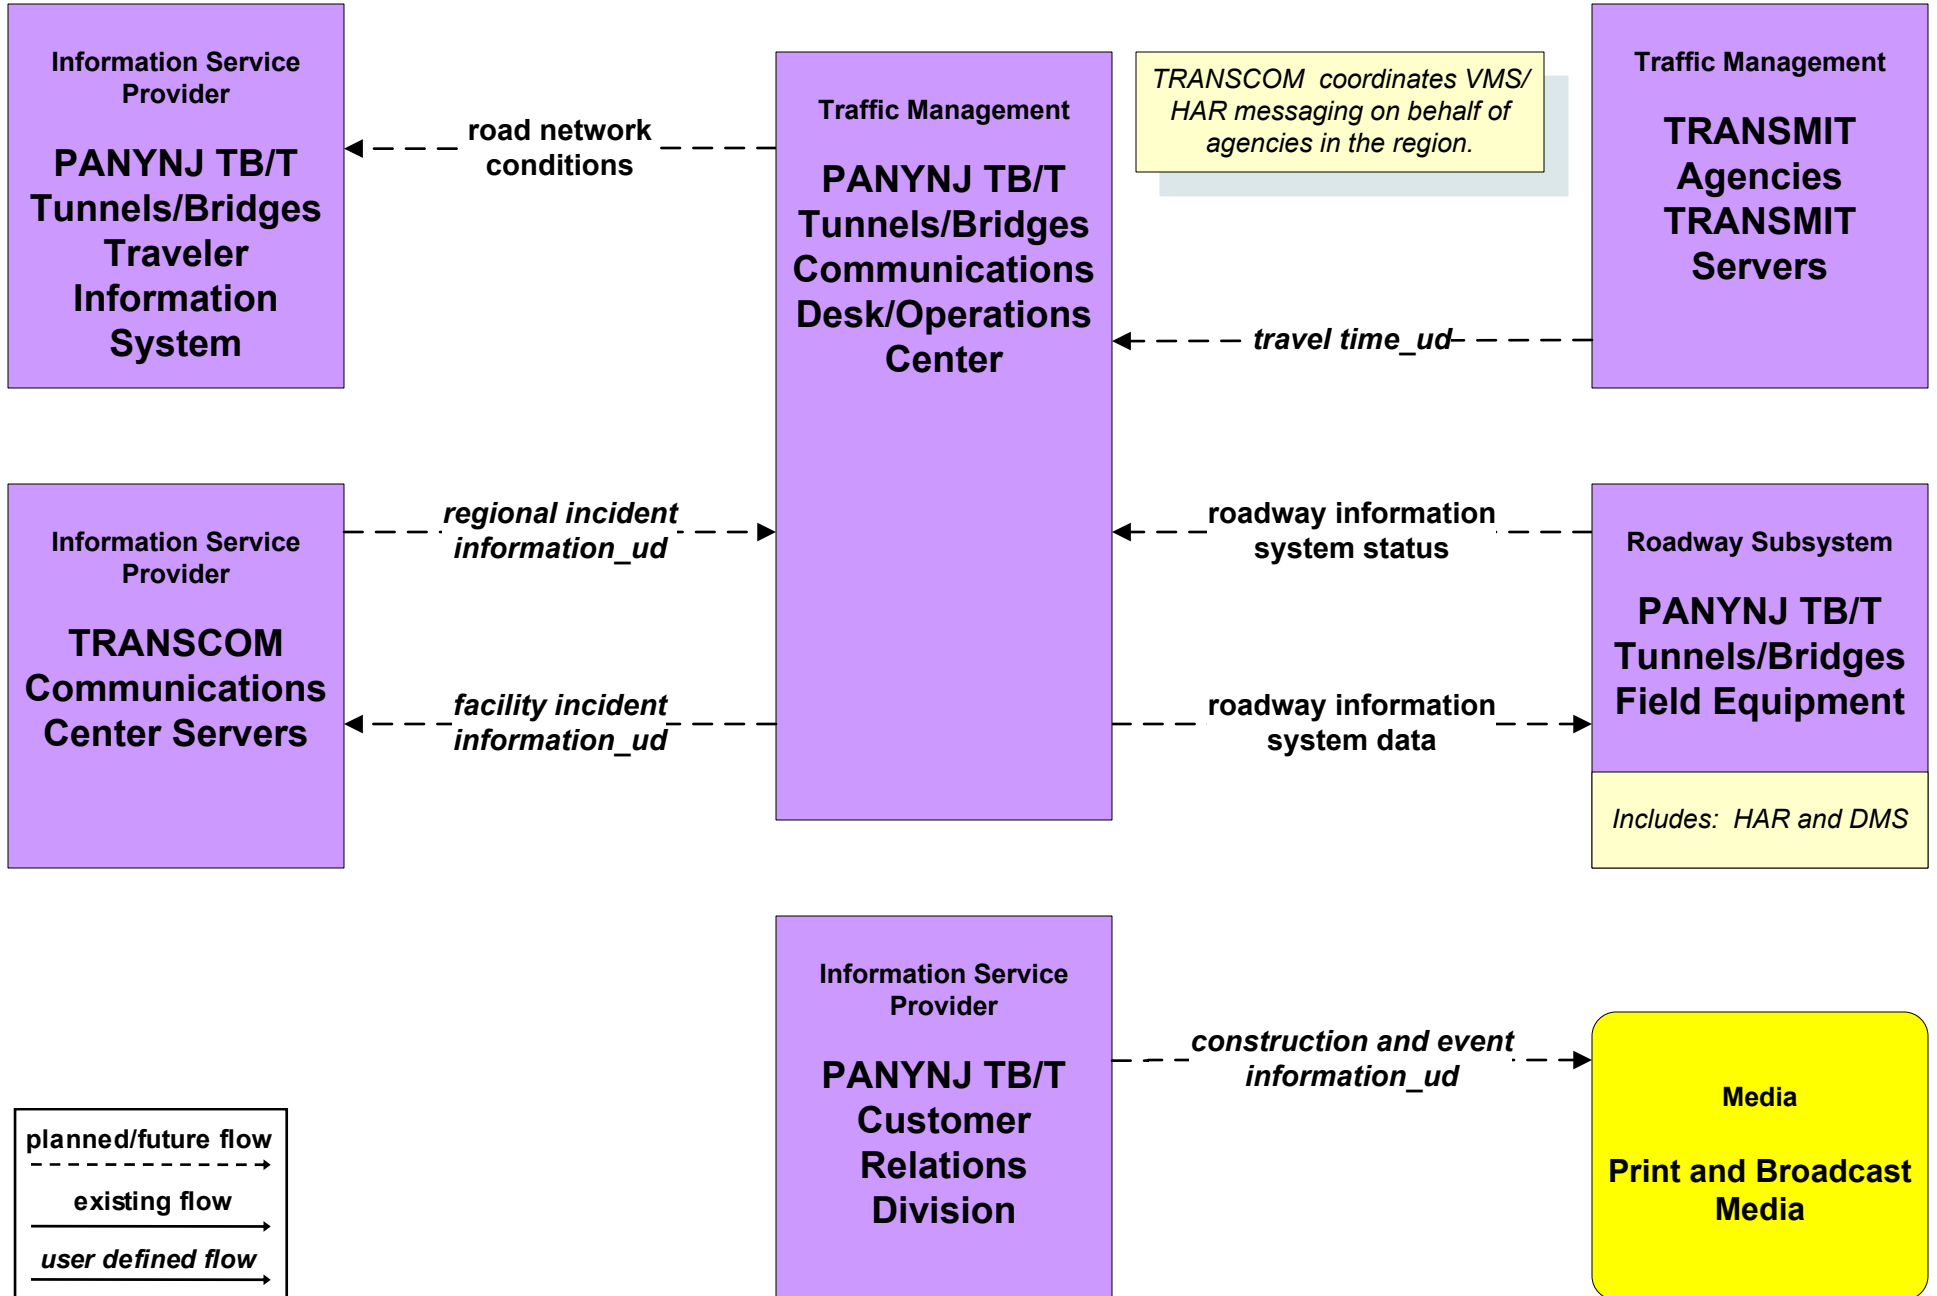 Information Service
Provider
PANYNJ TB/T
Tunnels/Bridges
Traveler
Information
System
road network
conditions
Traffic Management
PANYNJ TB/T
Tunnels/Bridges
Communications
Desk/Operations
Center
TRANSCOM  coordinates VMS/
HAR messaging on behalf of
agencies in the region.
Traffic Management
TRANSMIT
Agencies
TRANSMIT
Servers
travel time_ud
Information Service
Provider
TRANSCOM
Communications
Center Servers
regional incident
information_ud
facility incident
information_ud
roadway information
system status
roadway information
system data
Roadway Subsystem
PANYNJ TB/T
Tunnels/Bridges
Field Equipment
Includes:  HAR and DMS
Information Service
Provider
PANYNJ TB/T
Customer
Relations
Division
construction and event
information_ud
Media
Print and Broadcast
Media
planned/future flow
existing flow
user defined flow